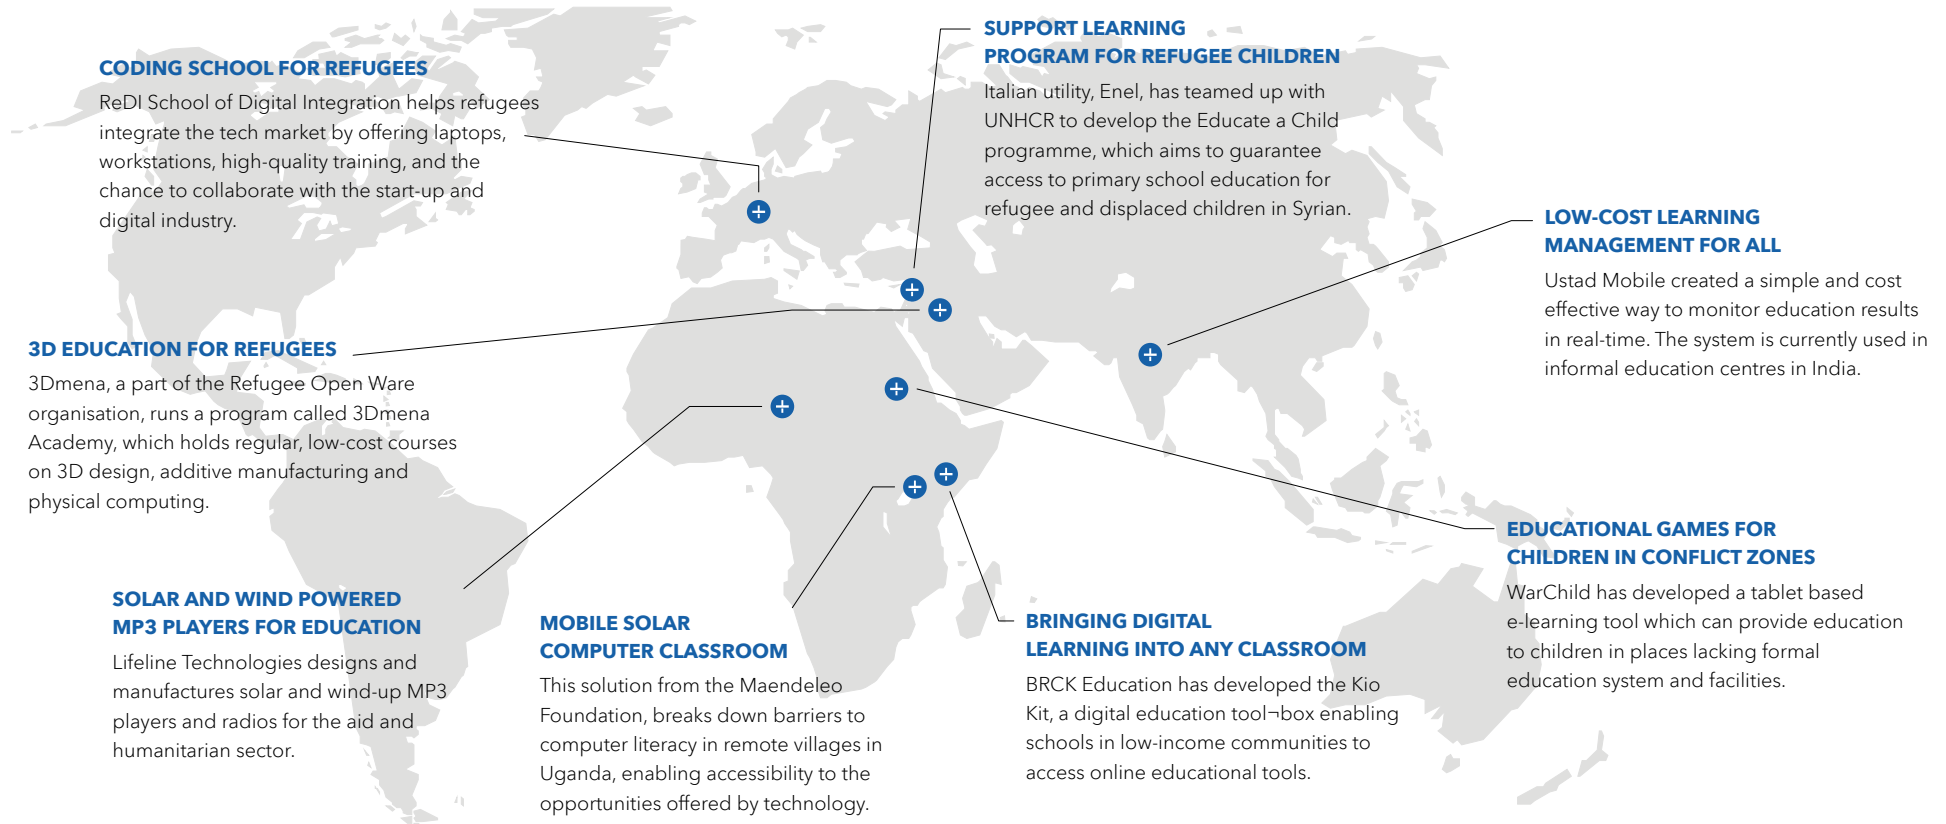 CODING SCHOOL FOR REFUGEES
ReDI School of Digital Integration helps refugees
integrate the tech market by offering laptops,
workstations, high-quality training, and the
chance to collaborate with the start-up and
digital industry.
SUPPORT LEARNING
PROGRAM FOR REFUGEE CHILDREN
Italian utility, Enel, has teamed up with
UNHCR to develop the Educate a Child
programme, which aims to guarantee
access to primary school education for
refugee and displaced children in Syrian.
LOW-COST LEARNING
MANAGEMENT FOR ALL
Ustad Mobile created a simple and cost
effective way to monitor education results
in real-time. The system is currently used in
informal education centres in India.
3D EDUCATION FOR REFUGEES
3Dmena, a part of the Refugee Open Ware
organisation, runs a program called 3Dmena
Academy, which holds regular, low-cost courses
on 3D design, additive manufacturing and
physical computing.
SOLAR AND WIND POWERED
MP3 PLAYERS FOR EDUCATION
Lifeline Technologies designs and
manufactures solar and wind-up MP3
players and radios for the aid and
humanitarian sector.
MOBILE SOLAR
COMPUTER CLASSROOM
This solution from the Maendeleo
Foundation, breaks down barriers to
computer literacy in remote villages in
Uganda, enabling accessibility to the
opportunities offered by technology.
BRINGING DIGITAL
LEARNING INTO ANY CLASSROOM
BRCK Education has developed the Kio
Kit, a digital education tool¬box enabling
schools in low-income communities to
access online educational tools.
EDUCATIONAL GAMES FOR
CHILDREN IN CONFLICT ZONES
WarChild has developed a tablet based
e-learning tool which can provide education
to children in places lacking formal
education system and facilities.